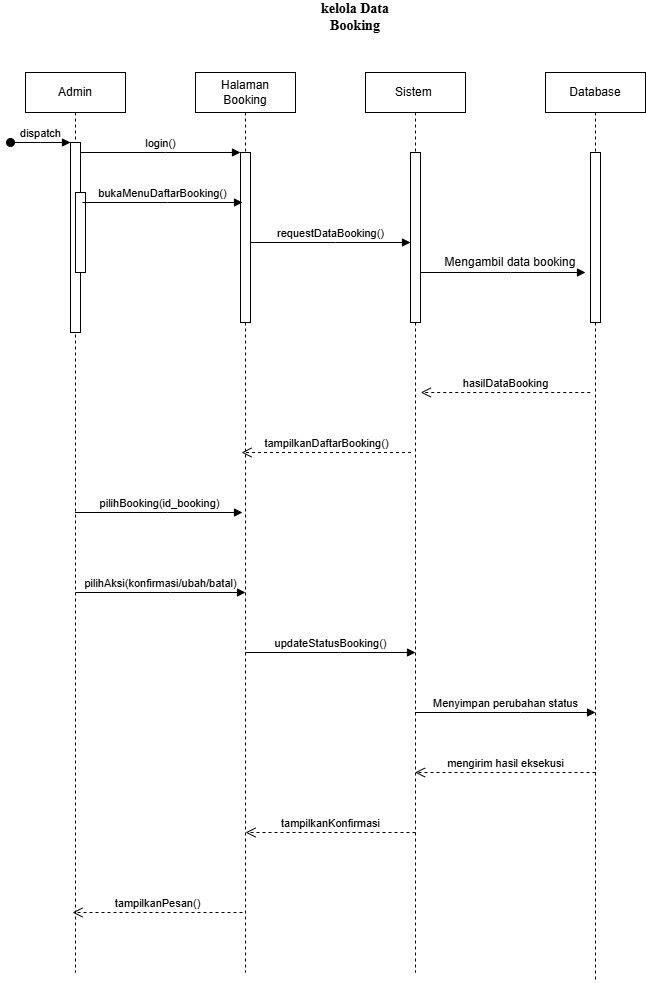 kelola Data
Booking
Admin
Halaman
Booking
Sistem
Database
dispatch
login()
bukaMenuDaftarBooking()
requestDataBooking()
Mengambil data booking
hasilDataBooking
tampilkanDaftarBooking()
pilihBooking(id_booking)
pilihAksi(konfirmasi/ubah/batal)
updateStatusBooking()
Menyimpan perubahan status
mengirim hasil eksekusi
tampilkanKonfirmasi
tampilkanPesan()